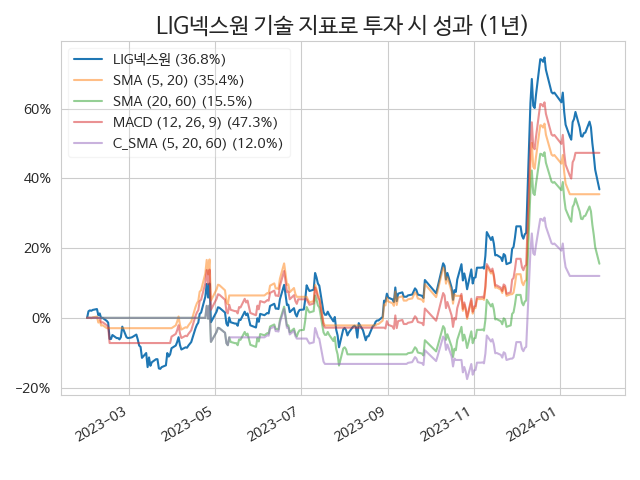 LIG넥스원 기술 지표로 투자 시 성과 (1년)
LIG넥스원 (36.8%)
SMA (5, 20) (35.4%)
SMA (20, 60) (15.5%)
MACD (12, 26, 9) (47.3%)
C_SMA (5, 20, 60) (12.0%)
60%
40%
20%
0%
−20%
2023−03
2023−05
2023−07
2023−09
2023−11
2024−01